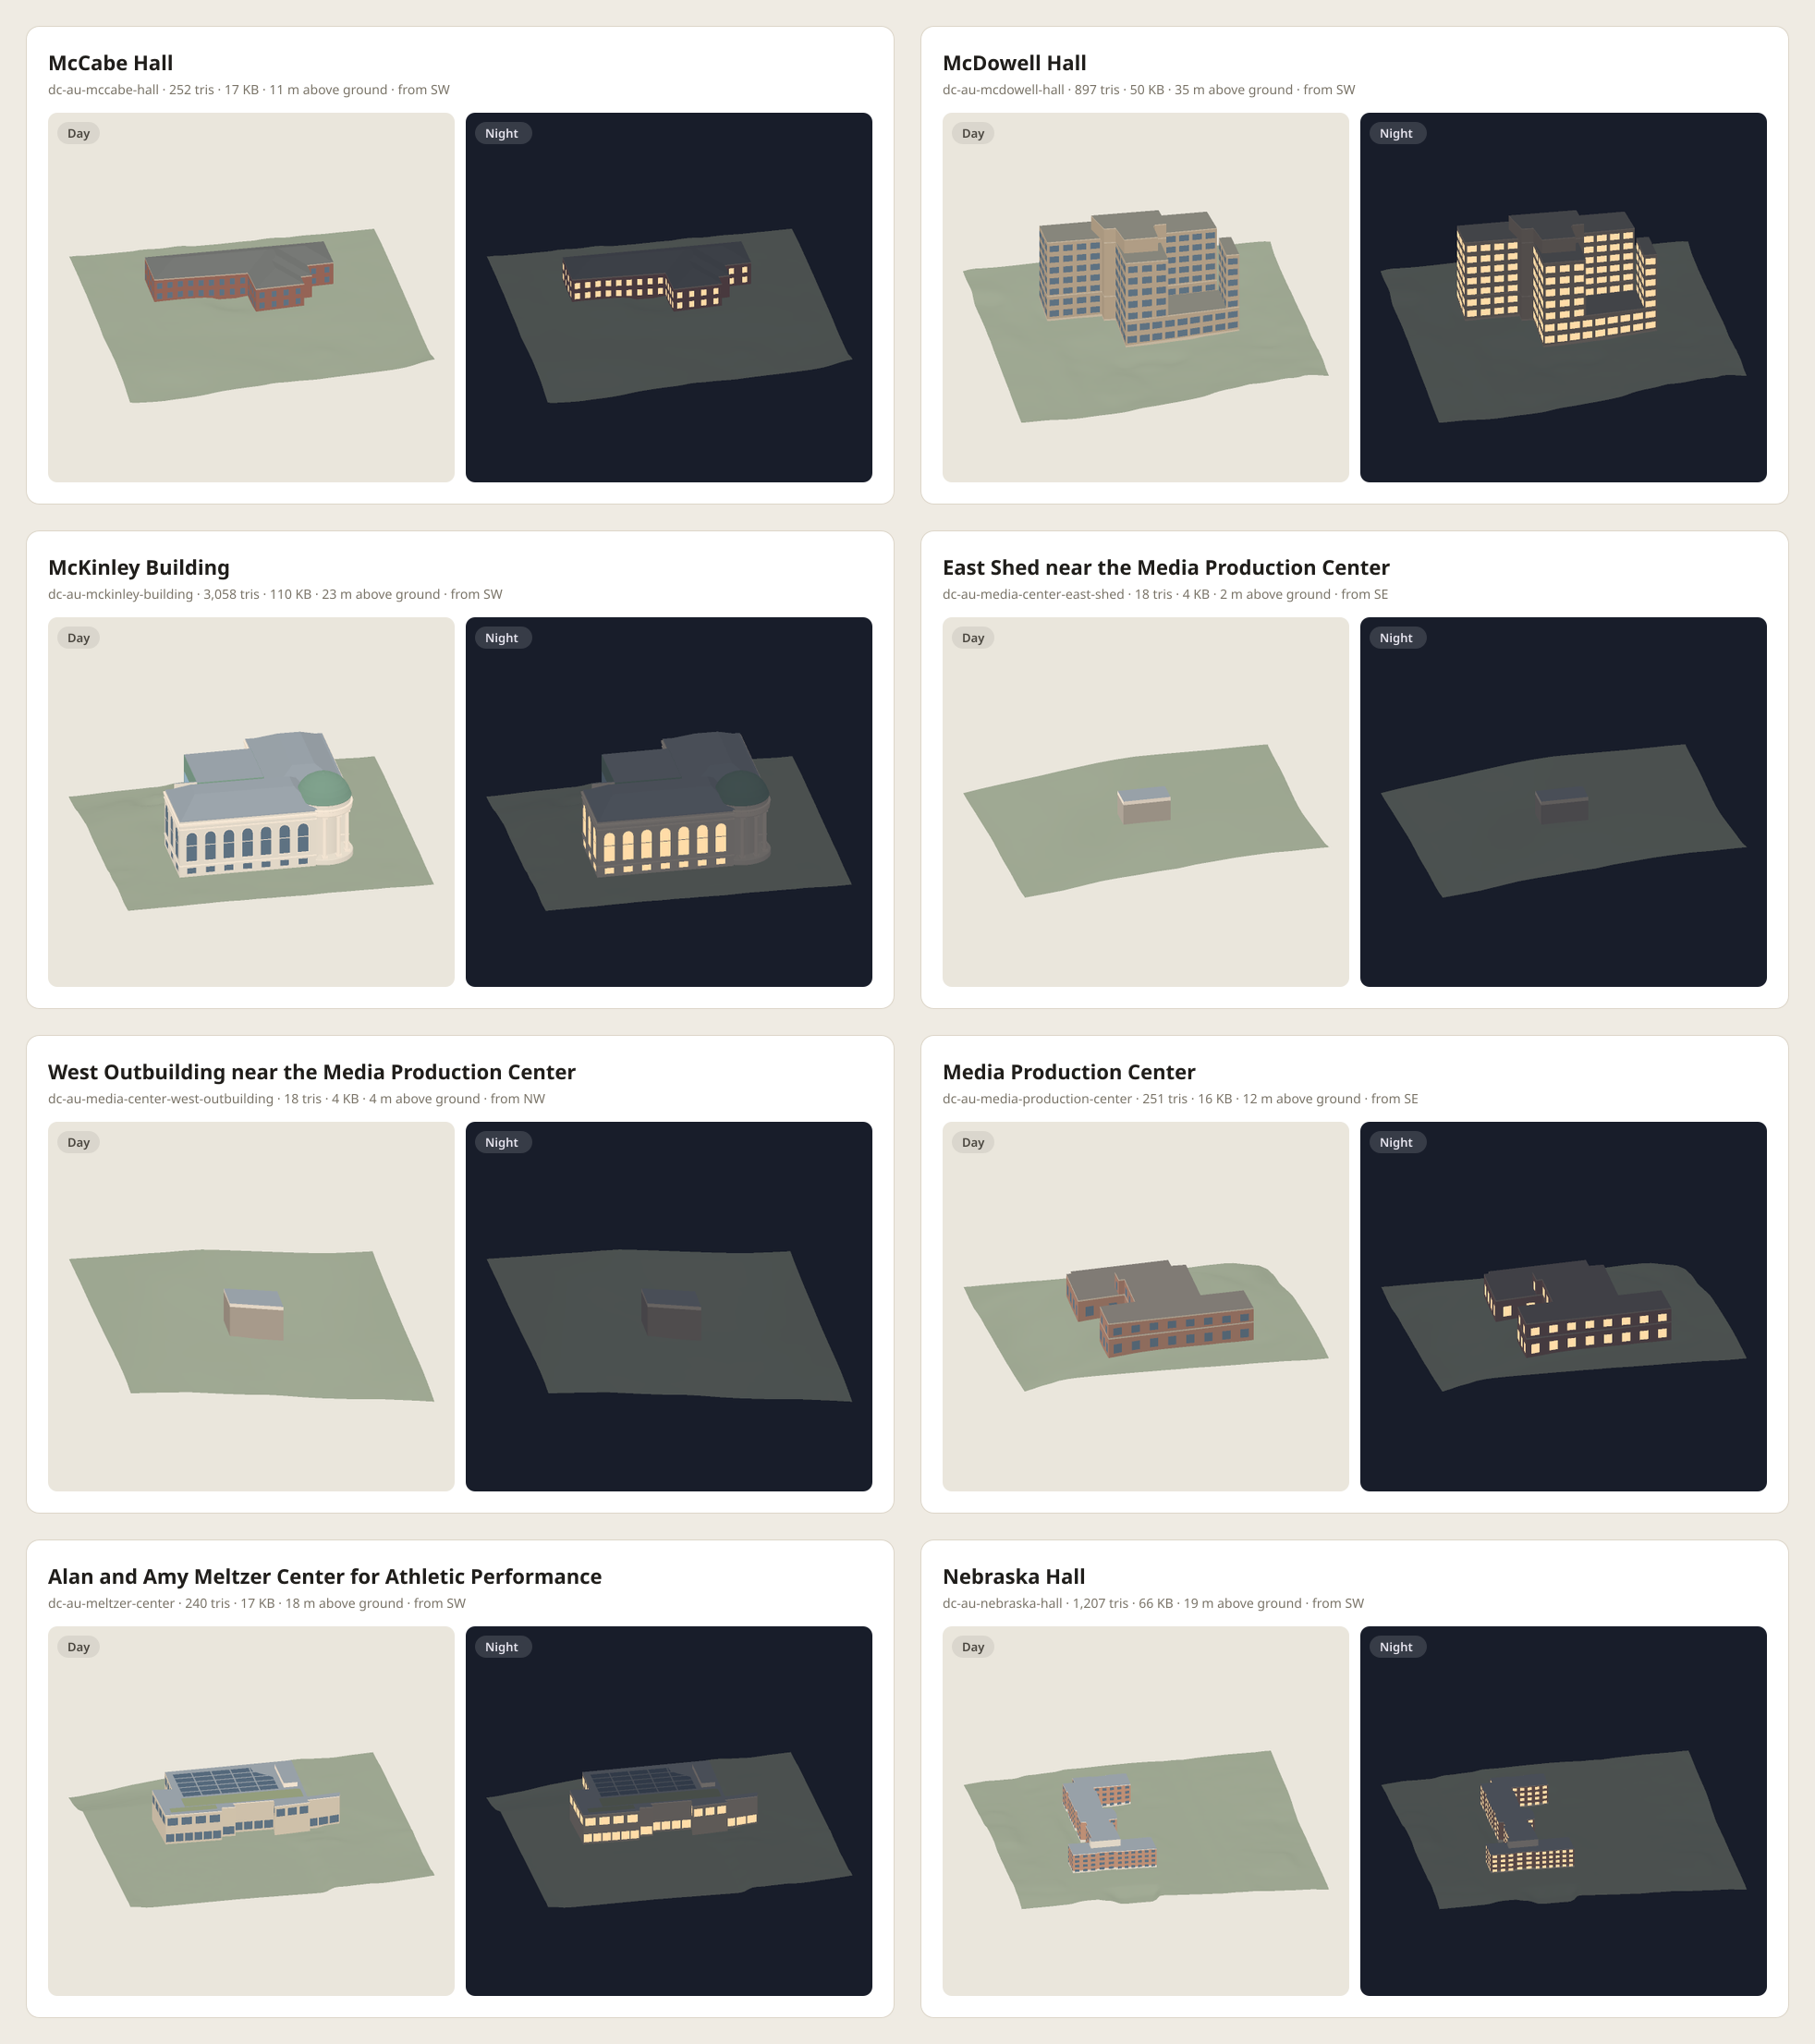 McCabe Hall
dc-au-mccabe-hall · 252 tris · 17 KB · 11 m above ground · from SW
Day
Night
McDowell Hall
dc-au-mcdowell-hall · 897 tris · 50 KB · 35 m above ground · from SW
Day
Night
McKinley Building
dc-au-mckinley-building · 3,058 tris · 110 KB · 23 m above ground · from SW
Day
Night
East Shed near the Media Production Center
dc-au-media-center-east-shed · 18 tris · 4 KB · 2 m above ground · from SE
Day
Night
West Outbuilding near the Media Production Center
dc-au-media-center-west-outbuilding · 18 tris · 4 KB · 4 m above ground · from NW
Day
Night
Media Production Center
dc-au-media-production-center · 251 tris · 16 KB · 12 m above ground · from SE
Day
Night
Alan and Amy Meltzer Center for Athletic Performance
dc-au-meltzer-center · 240 tris · 17 KB · 18 m above ground · from SW
Day
Night
Nebraska Hall
dc-au-nebraska-hall · 1,207 tris · 66 KB · 19 m above ground · from SW
Day
Night